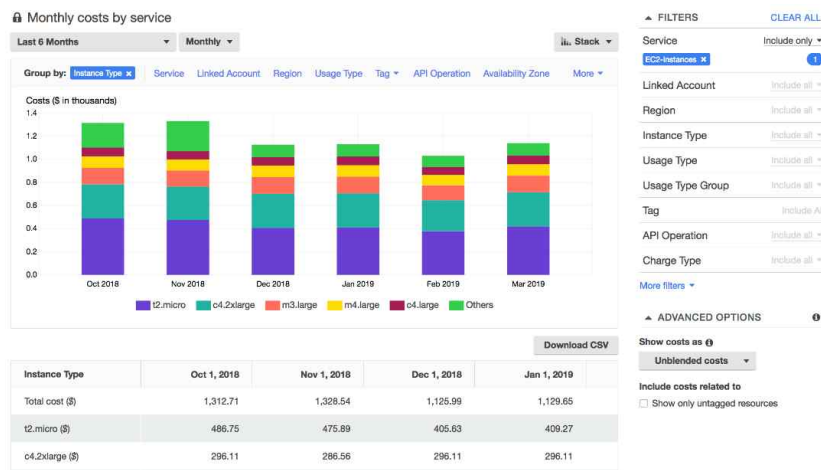 Monthly costs by service
Last 6 Months Monthly Stack
Group by: Instance Type × Service Linked Account Region Usage Type Tag API Operation Availability Zone More
Costs ($ in thousands)
1.4
1.2
1.0
0.8
0.6
0.4
0.2
0.0
Oct 2018 Nov 2018 Dec 2018 Jan 2019 Feb 2019 Mar 2019
t2.micro c4.2xlarge m3.large m4.large c4.large Others
Download CSV
Instance Type Oct 1, 2018 Nov 1, 2018 Dec 1, 2018 Jan 1, 2019
Total cost ($) 1,312.71 1,328.54 1,125.99 1,129.65
t2.micro ($) 486.75 475.89 405.63 409.27
c4.2xlarge ($) 296.11 286.56 296.11 296.11
FILTERS CLEAR ALL
Service Include only
EC2-Instances × 1
Linked Account Include all
Region Include all
Instance Type Include all
Usage Type Include all
Usage Type Group Include all
Tag Include A
API Operation Include all
Charge Type Include all
More filters
ADVANCED OPTIONS
Show costs as
Unblended costs
Include costs related to
Show only untagged resources